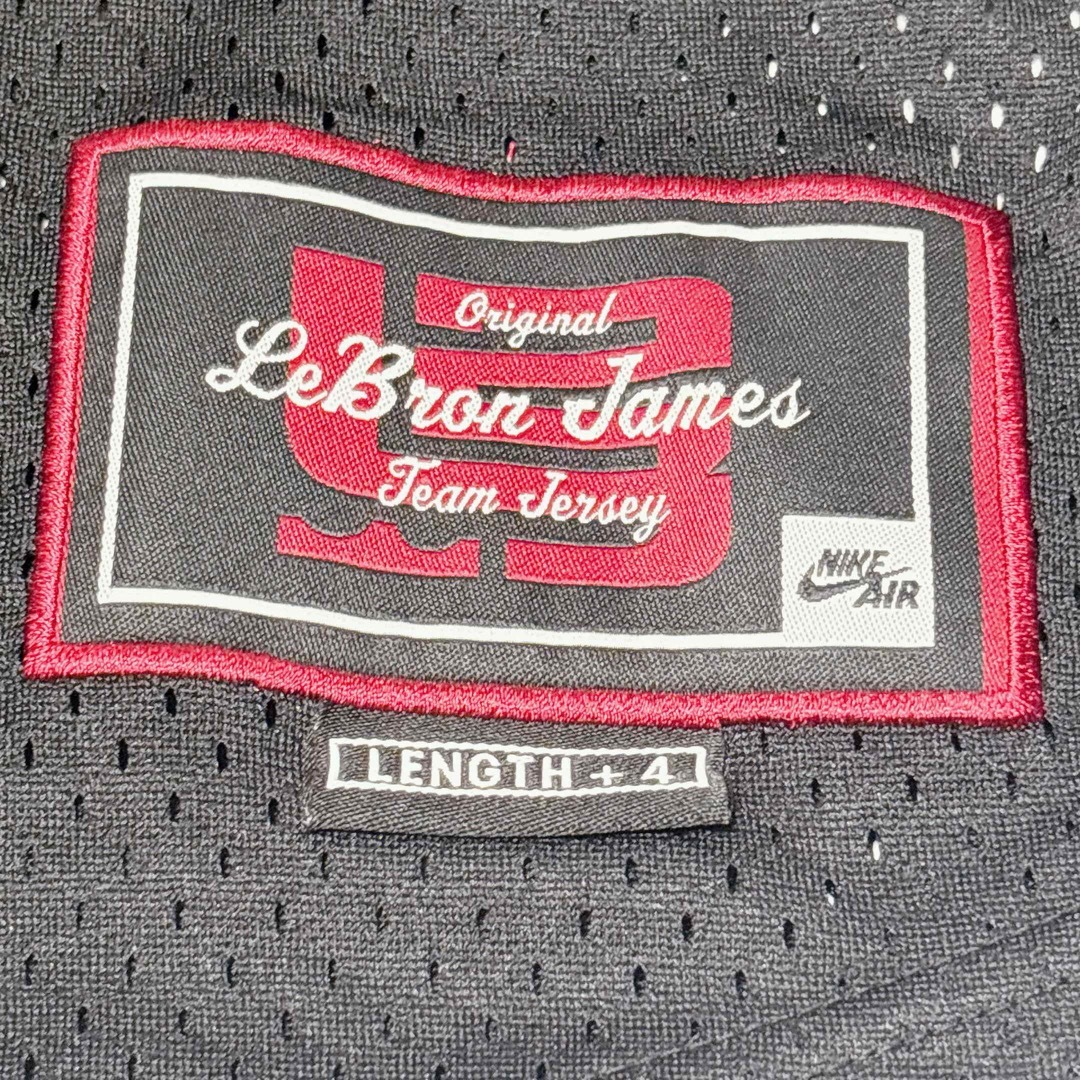 Original
LeBron James
Team Jersey
NIKE
AIR
LENGTH + 4